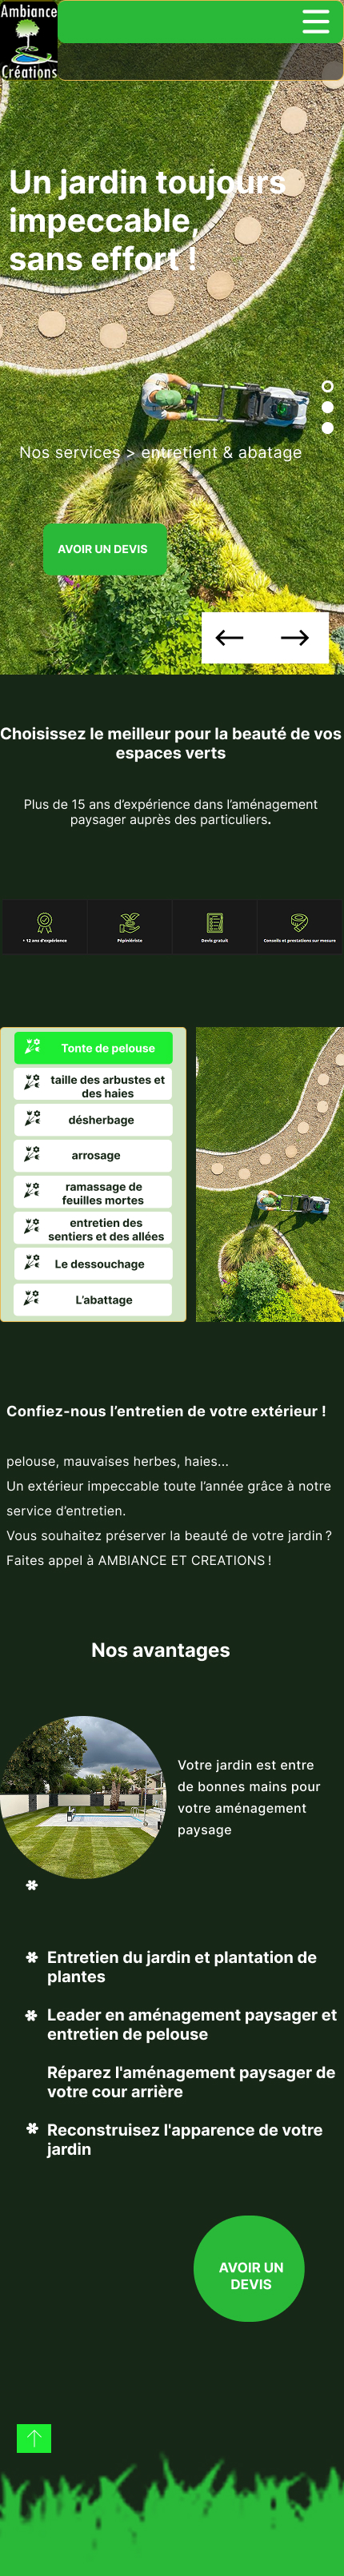 Ambiance
Créations
Un jardin toujours
impeccable,
sans effort !
Nos services > entretient & abatage
AVOIR UN DEVIS
Choisissez le meilleur pour la beauté de vos
espaces verts
Plus de 15 ans d’expérience dans l’aménagement
paysager auprès des particuliers.
+ 12 ans d'expérience
Pépiniériste
Devis gratuit
Conseils et prestations sur mesure
Tonte de pelouse
taille des arbustes et
des haies
désherbage
arrosage
ramassage de
feuilles mortes
entretien des
sentiers et des allées
Le dessouchage
L’abattage
Confiez-nous l’entretien de votre extérieur !
pelouse, mauvaises herbes, haies...
Un extérieur impeccable toute l’année grâce à notre
service d’entretien.
Vous souhaitez préserver la beauté de votre jardin ?
Faites appel à AMBIANCE ET CREATIONS !
Nos avantages
Votre jardin est entre
de bonnes mains pour
votre aménagement
paysage
Entretien du jardin et plantation de
plantes
Leader en aménagement paysager et
entretien de pelouse
Réparez l'aménagement paysager de
votre cour arrière
Reconstruisez l'apparence de votre
jardin
AVOIR UN
DEVIS